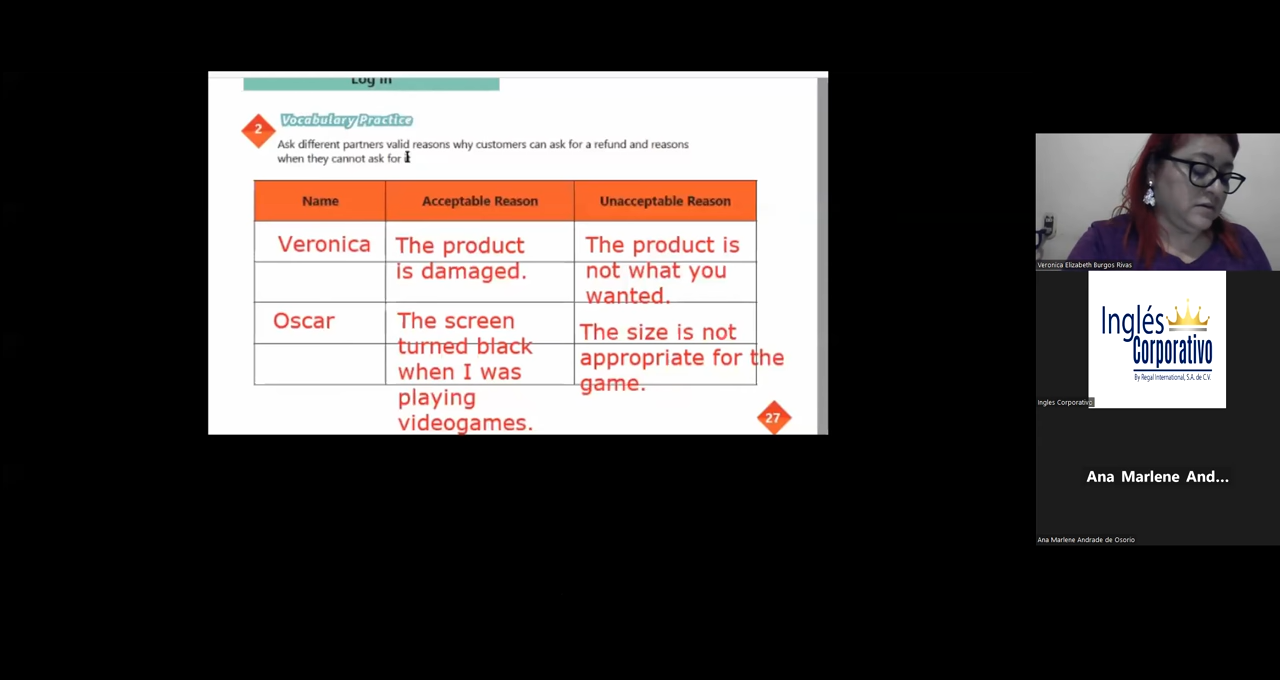 Log in
2
Vocabulary Practice
Ask different partners valid reasons why customers can ask for a refund and reasons
when they cannot ask for
Name
Acceptable Reason
Unacceptable Reason
Veronica
The product
is damaged.
The product is
not what you
wanted.
Oscar
The screen
turned black
when I was
playing
videogames.
The size is not
appropriate for the
game.
27
Veronica Elizabeth Burgos Rivas
Inglés
Corporativo
By Regal International, S.A. de C.V.
Ingles Corporativo
Ana Marlene And...
Ana Marlene Andrade de Osorio